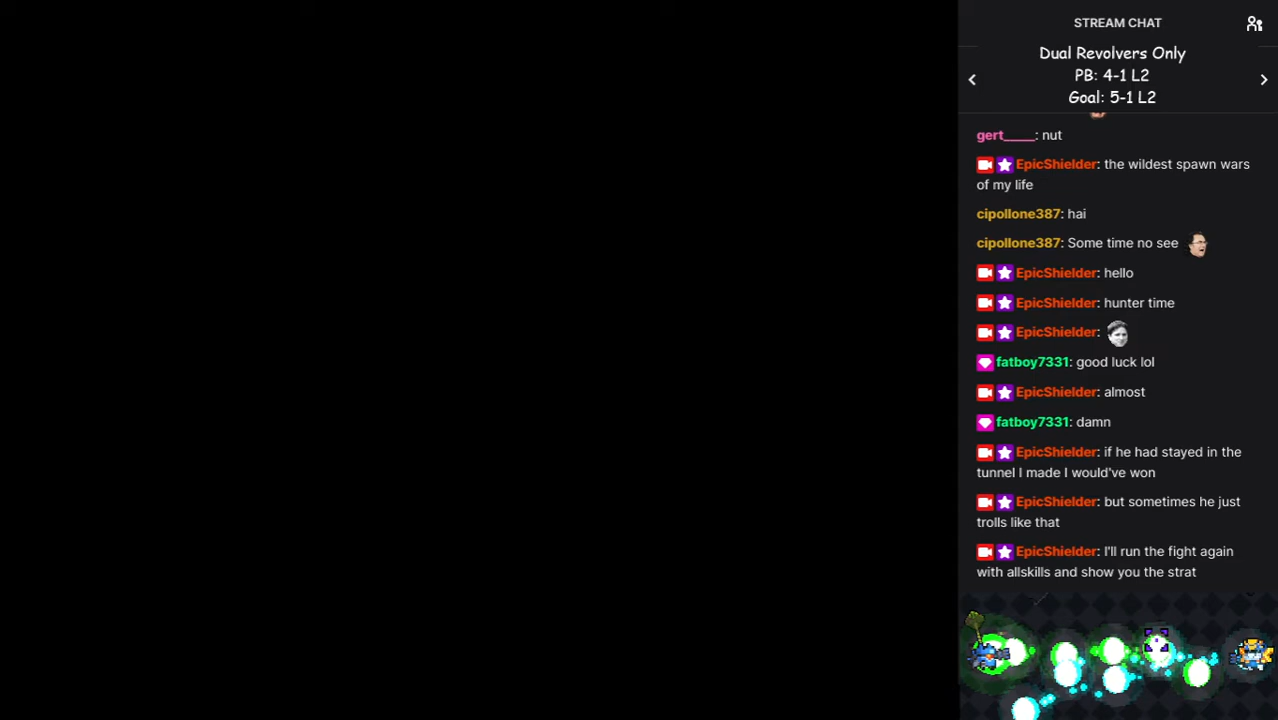 STREAM CHAT
Dual Revolvers Only
PB: 4-1 L2
Goal: 5-1 L2
gert_____: nut
EpicShielder: the wildest spawn wars
of my life
cipollone387: hai
cipollone387: Some time no see
EpicShielder: hello
EpicShielder: hunter time
EpicShielder:
fatboy7331: good luck lol
EpicShielder: almost
fatboy7331: damn
EpicShielder: if he had stayed in the
tunnel I made I would've won
EpicShielder: but sometimes he just
trolls like that
EpicShielder: I'll run the fight again
with allskills and show you the strat